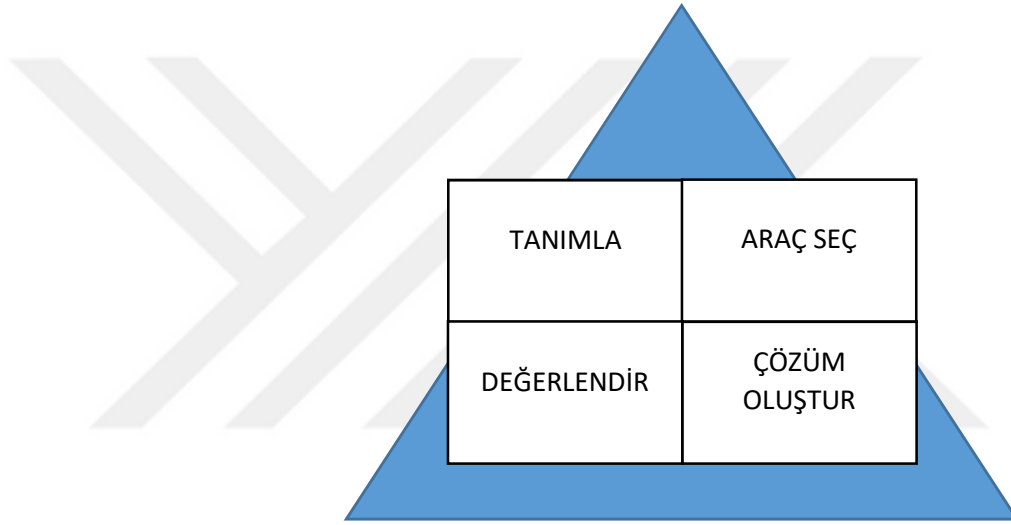 TANIMLA
ARAÇ SEÇ
DEĞERLENDİR
ÇÖZÜM
OLUŞTUR